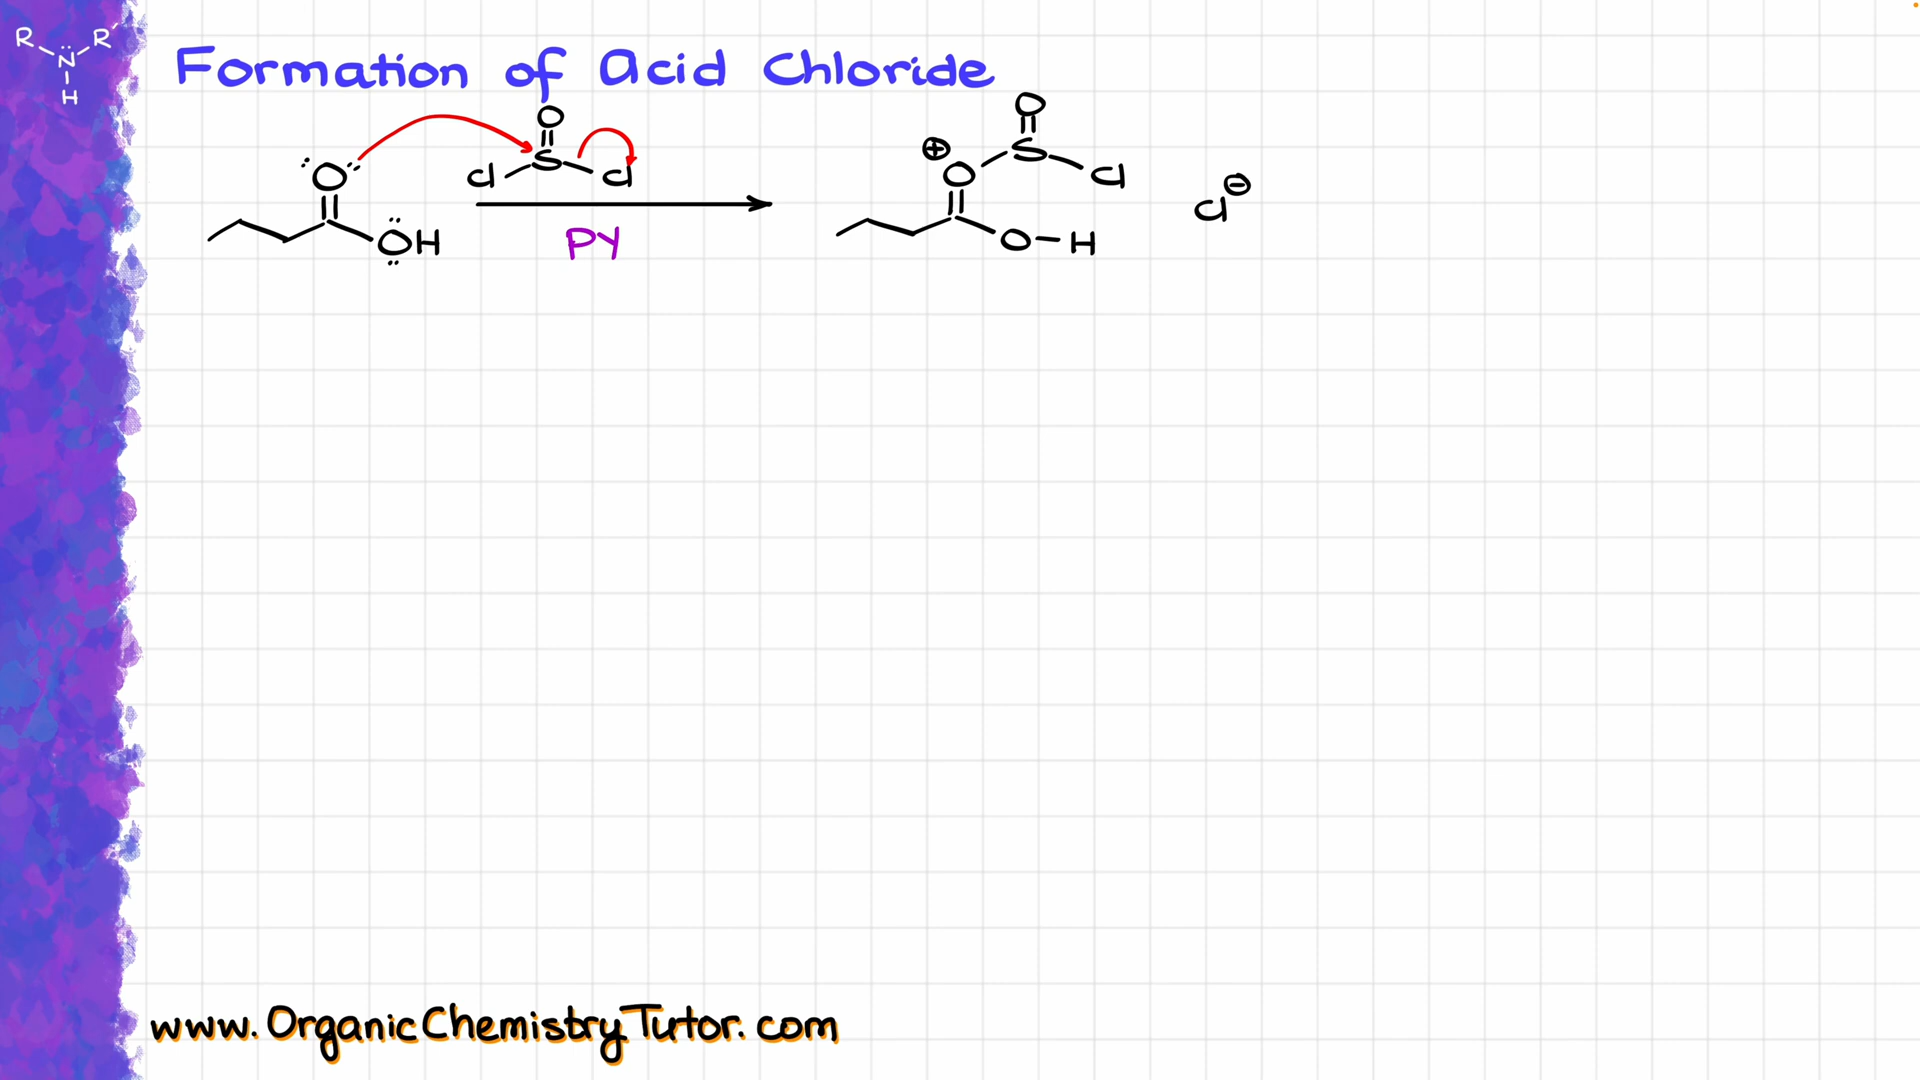 R N R'
H
Formation of Acid Chloride
O
Cl S Cl
O OH
PY
O
S
⊕ O Cl
O-H
Cl ⊖
www.OrganicChemistryTutor.com